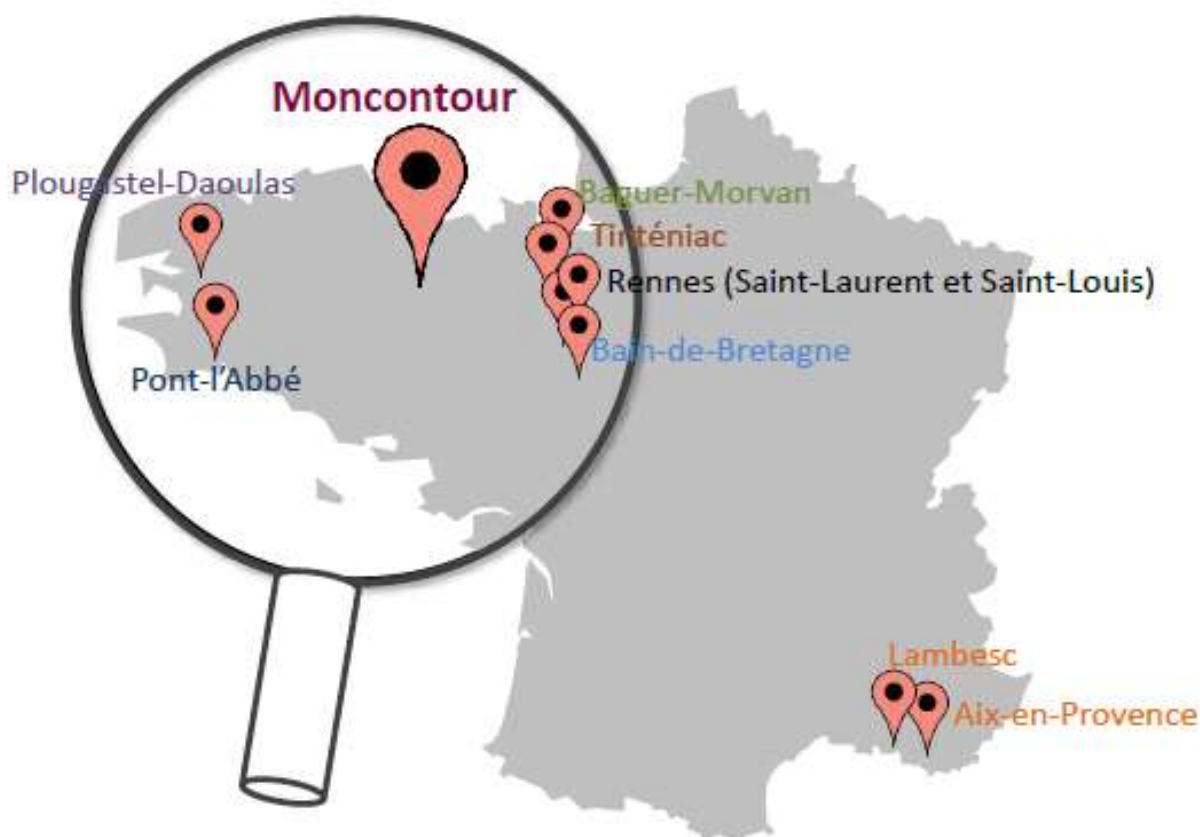 Moncontour
Plougastel-Daoulas
Baguer-Morvan
Tinténiac
Rennes (Saint-Laurent et Saint-Louis)
Bain-de-Bretagne
Pont-l'Abbé
Lambesc
Aix-en-Provence